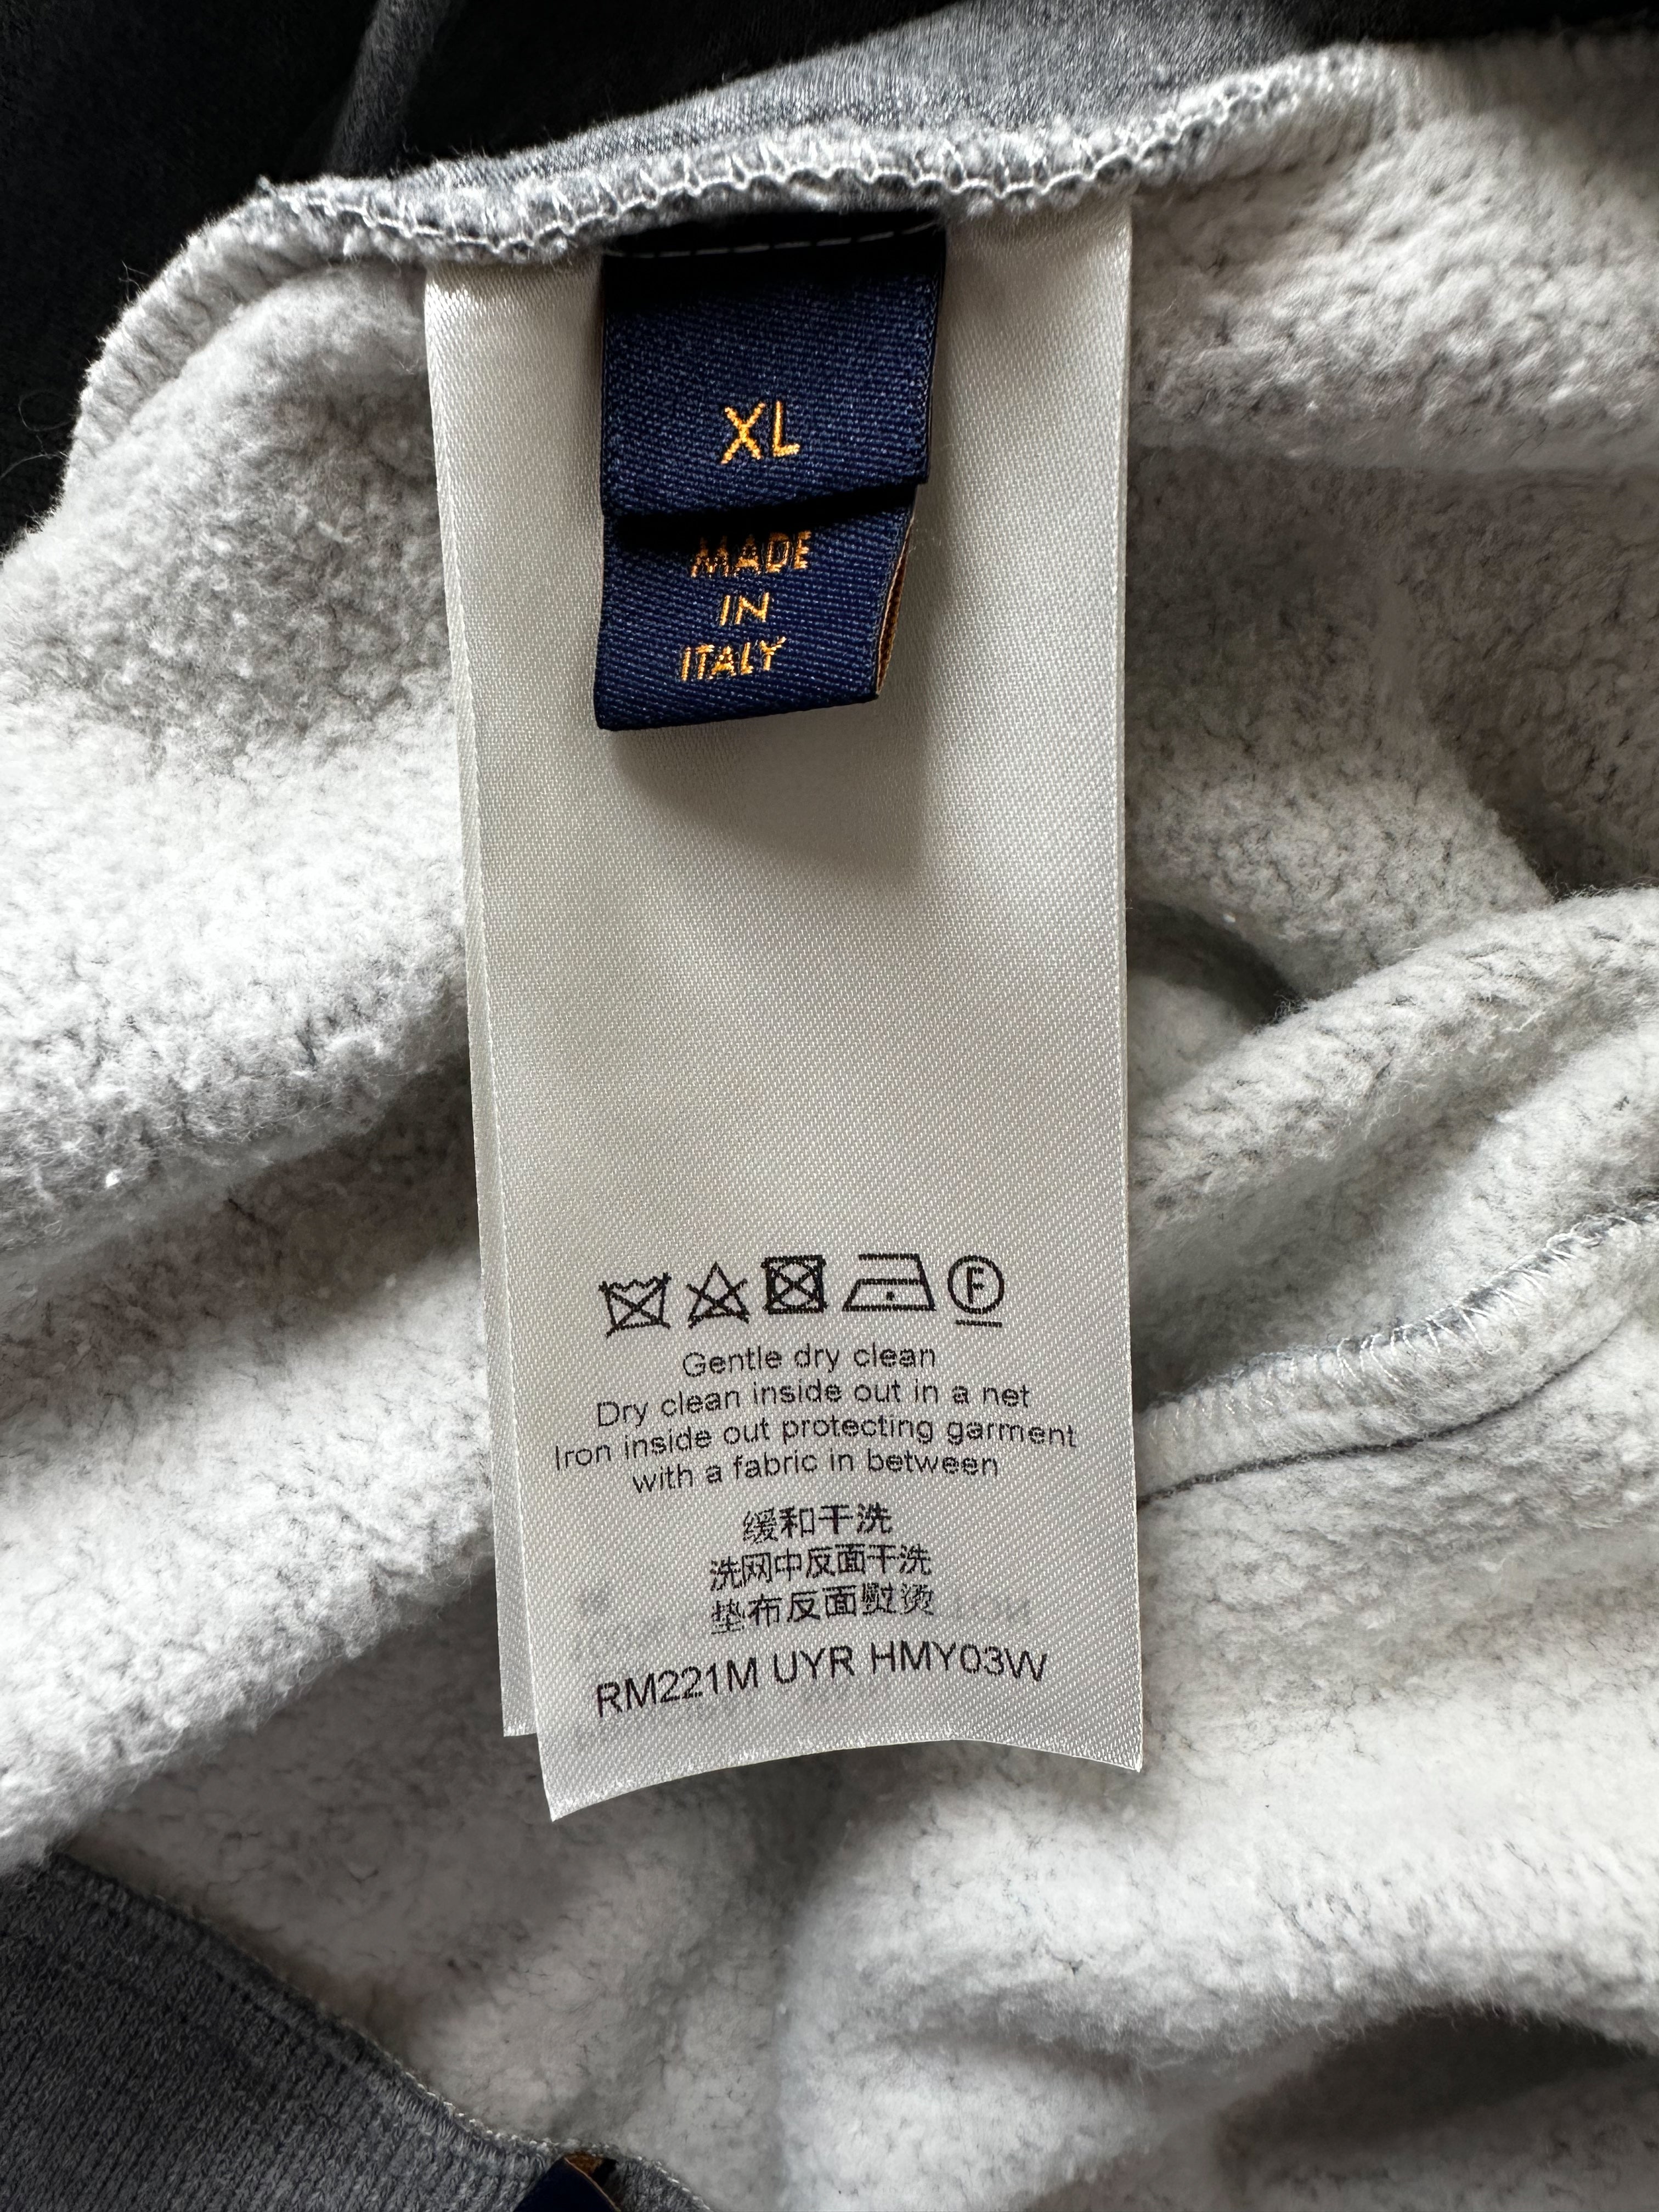 XL
MADE
IN
ITALY
F
Gentle dry clean
Dry clean inside out in a net
Iron inside out protecting garment
with a fabric in between
缓和干洗
洗网中反面干洗
垫布反面熨烫
RM221M UYR HMY03W